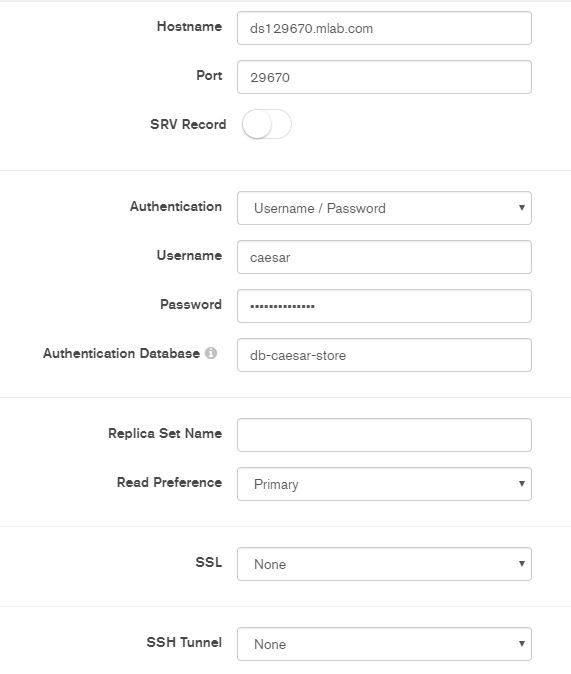 Hostname ds129670.mlab.com
Port 29670
SRV Record
Authentication Username / Password
Username caesar
Password ••••••••••••••
Authentication Database db-caesar-store
Replica Set Name
Read Preference Primary
SSL None
SSH Tunnel None